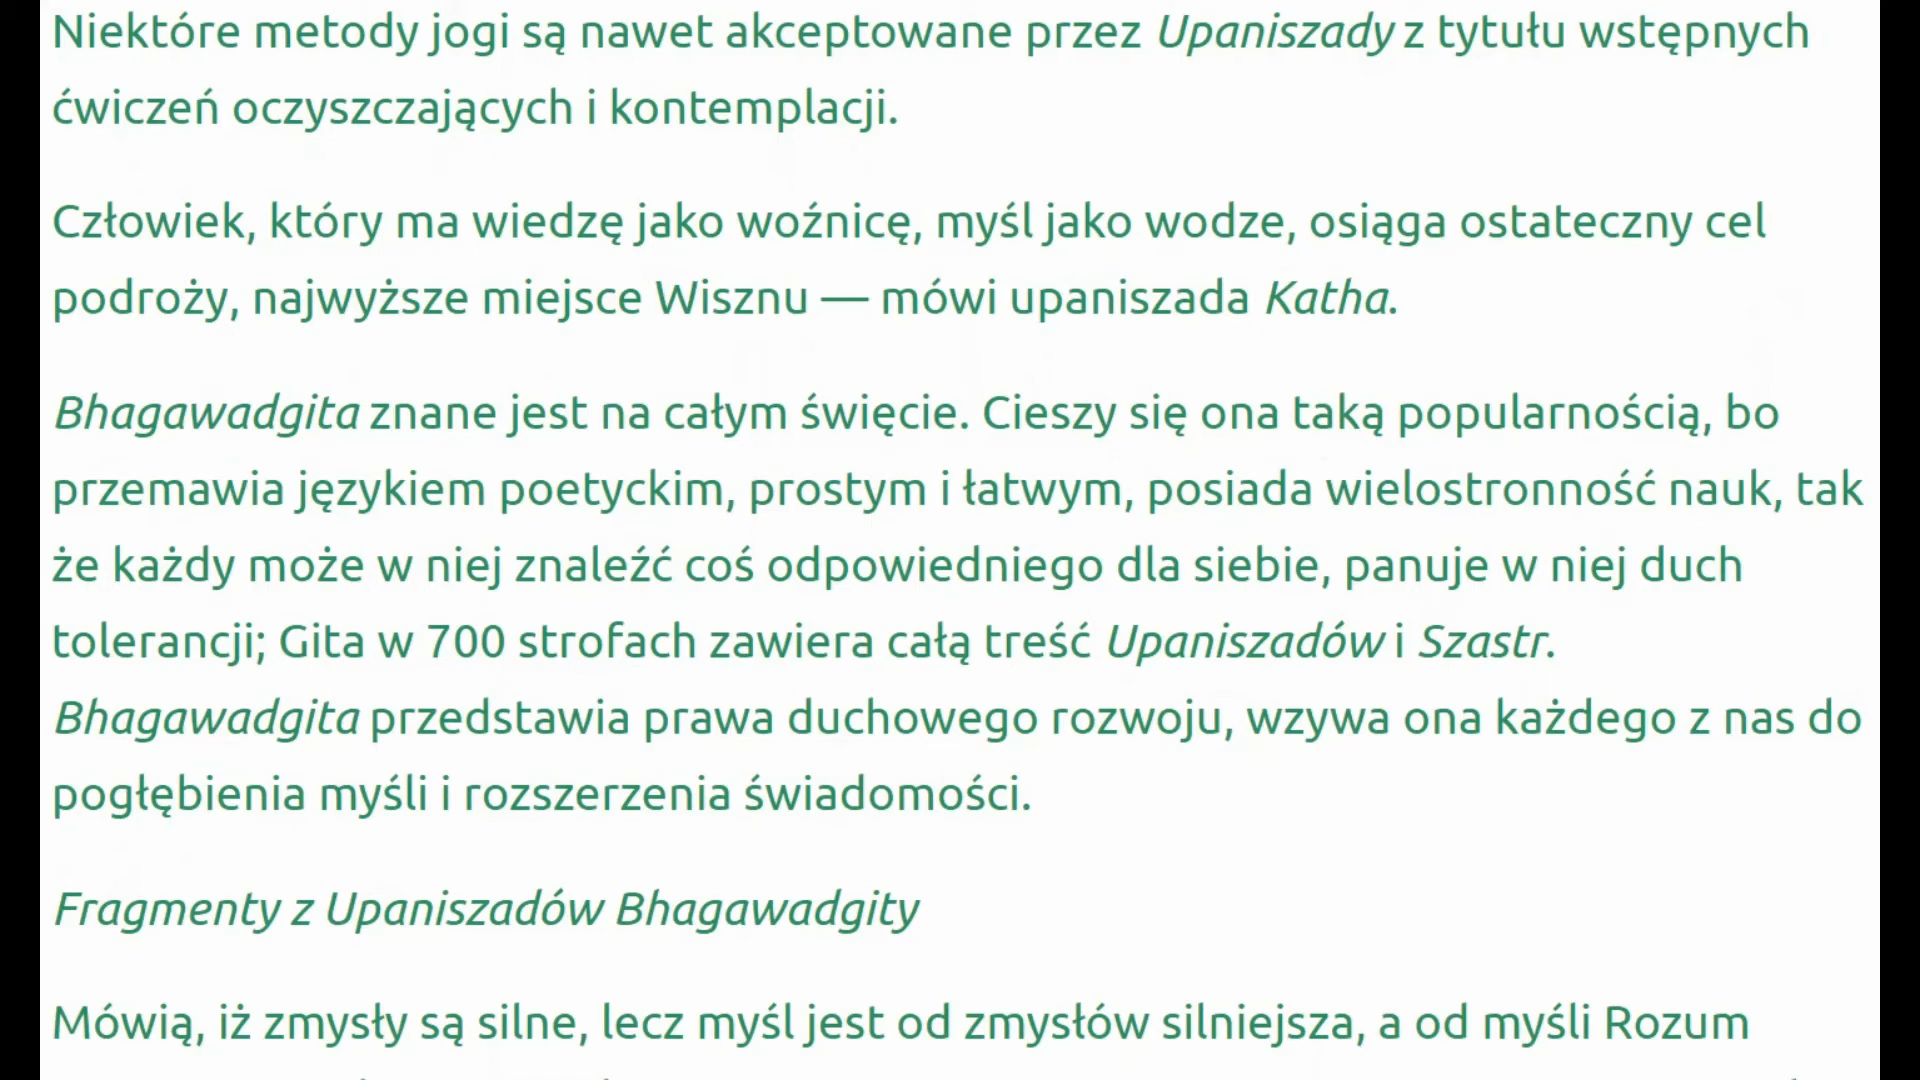 Niektóre metody jogi są nawet akceptowane przez Upaniszady z tytułu wstępnych
ćwiczeń oczyszczających i kontemplacji.
Człowiek, który ma wiedzę jako woźnicę, myśl jako wodze, osiąga ostateczny cel
podroży, najwyższe miejsce Wisznu — mówi upaniszada Katha.
Bhagawadgita znane jest na całym święcie. Cieszy się ona taką popularnością, bo
przemawia językiem poetyckim, prostym i łatwym, posiada wielostronność nauk, tak
że każdy może w niej znaleźć coś odpowiedniego dla siebie, panuje w niej duch
tolerancji; Gita w 700 strofach zawiera całą treść Upaniszadów i Szastr.
Bhagawadgita przedstawia prawa duchowego rozwoju, wzywa ona każdego z nas do
pogłębienia myśli i rozszerzenia świadomości.
Fragmenty z Upaniszadów Bhagawadgity
Mówią, iż zmysły są silne, lecz myśl jest od zmysłów silniejsza, a od myśli Rozum